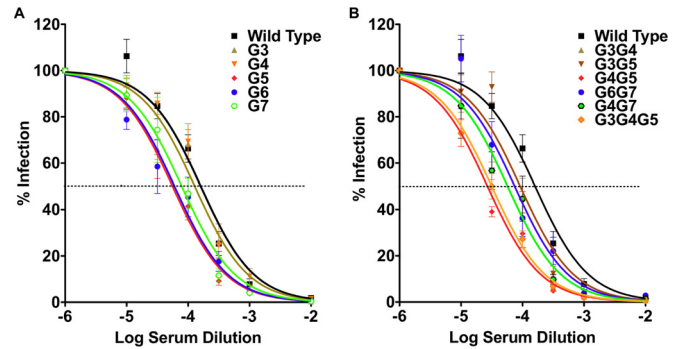 A
120
100
80
60
40
20
0
% Infection
-6 -5 -4 -3 -2
Log Serum Dilution
Wild Type
G3
G4
G5
G6
G7
B
120
100
80
60
40
20
0
% Infection
-6 -5 -4 -3 -2
Log Serum Dilution
Wild Type
G3G4
G3G5
G4G5
G6G7
G4G7
G3G4G5